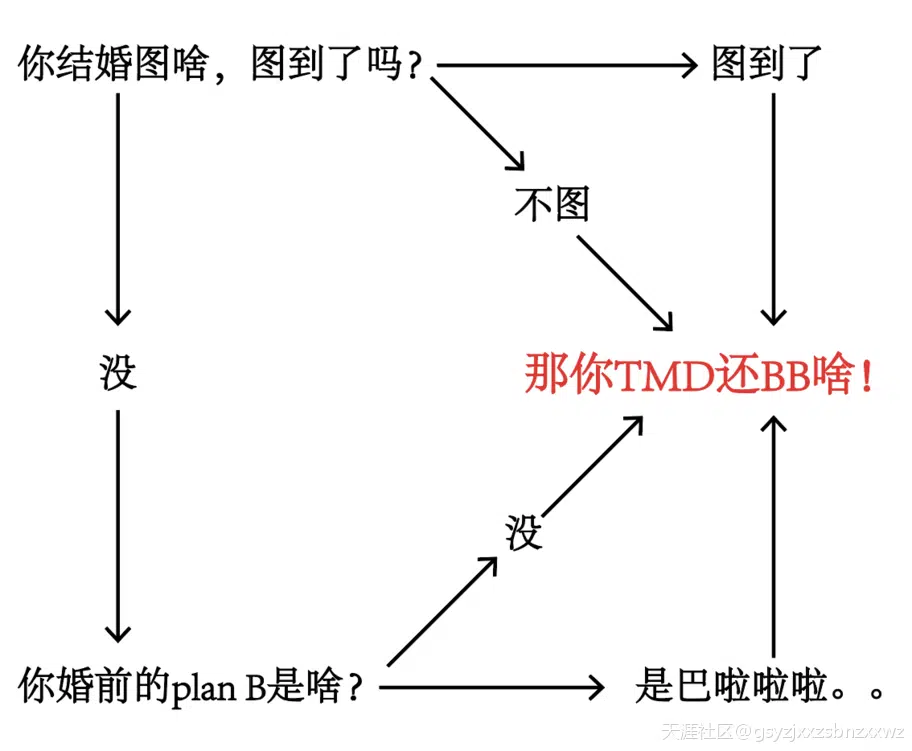 你结婚图啥，图到了吗？
图到了
不图
没
那你TMD还BB啥！
没
你婚前的plan B是啥？
是巴啦啦啦。。
天涯社区@gsyzjxxzsbnzxxwz